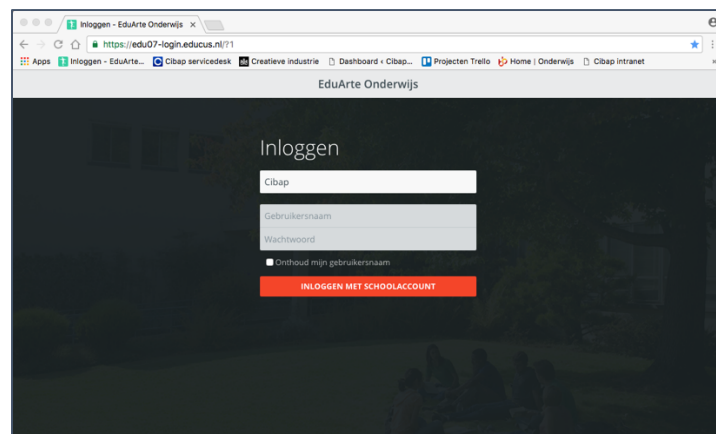 Inloggen - EduArte Onderwijs
https://edu07-login.educus.nl/?1
Apps Inloggen - EduArte... Cibap servicedesk Creatieve industrie Dashboard ‹ Cibap... Projecten Trello Home | Onderwijs Cibap intranet
EduArte Onderwijs
Inloggen
Cibap
Gebruikersnaam
Wachtwoord
Onthoud mijn gebruikersnaam
INLOGGEN MET SCHOOLACCOUNT